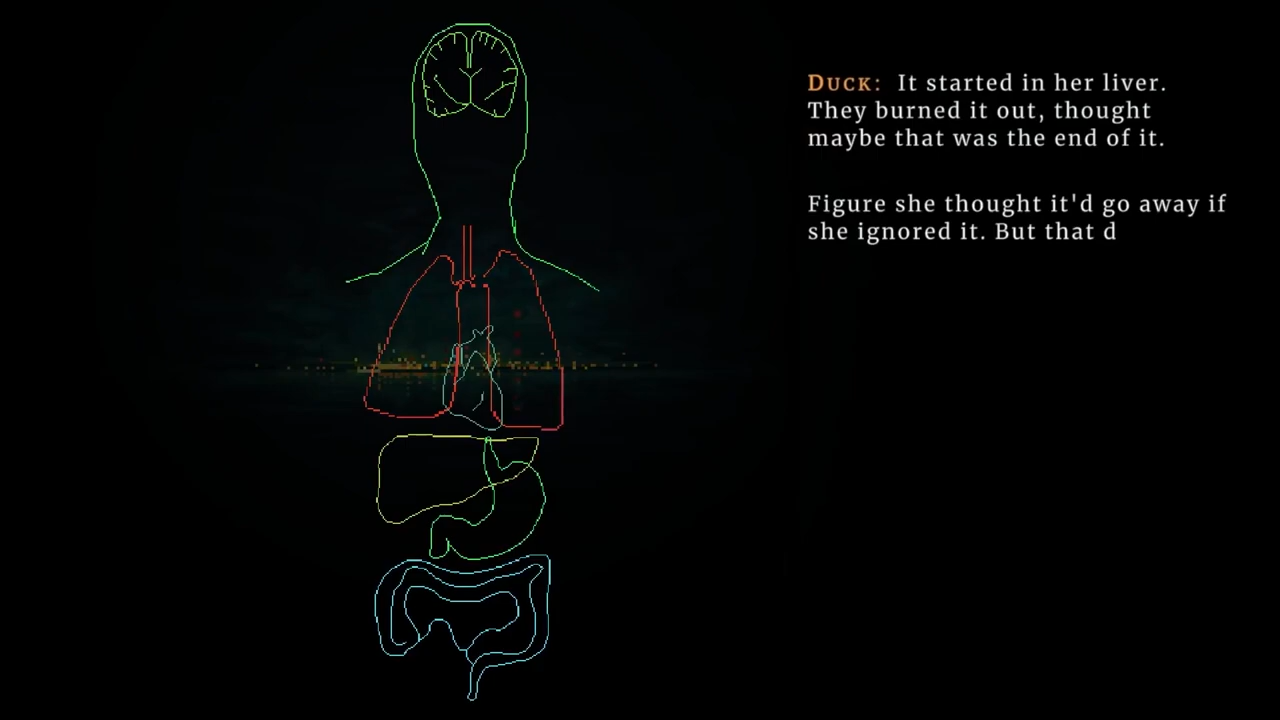 DUCK: It started in her liver.
They burned it out, thought
maybe that was the end of it.
Figure she thought it'd go away if
she ignored it. But that d